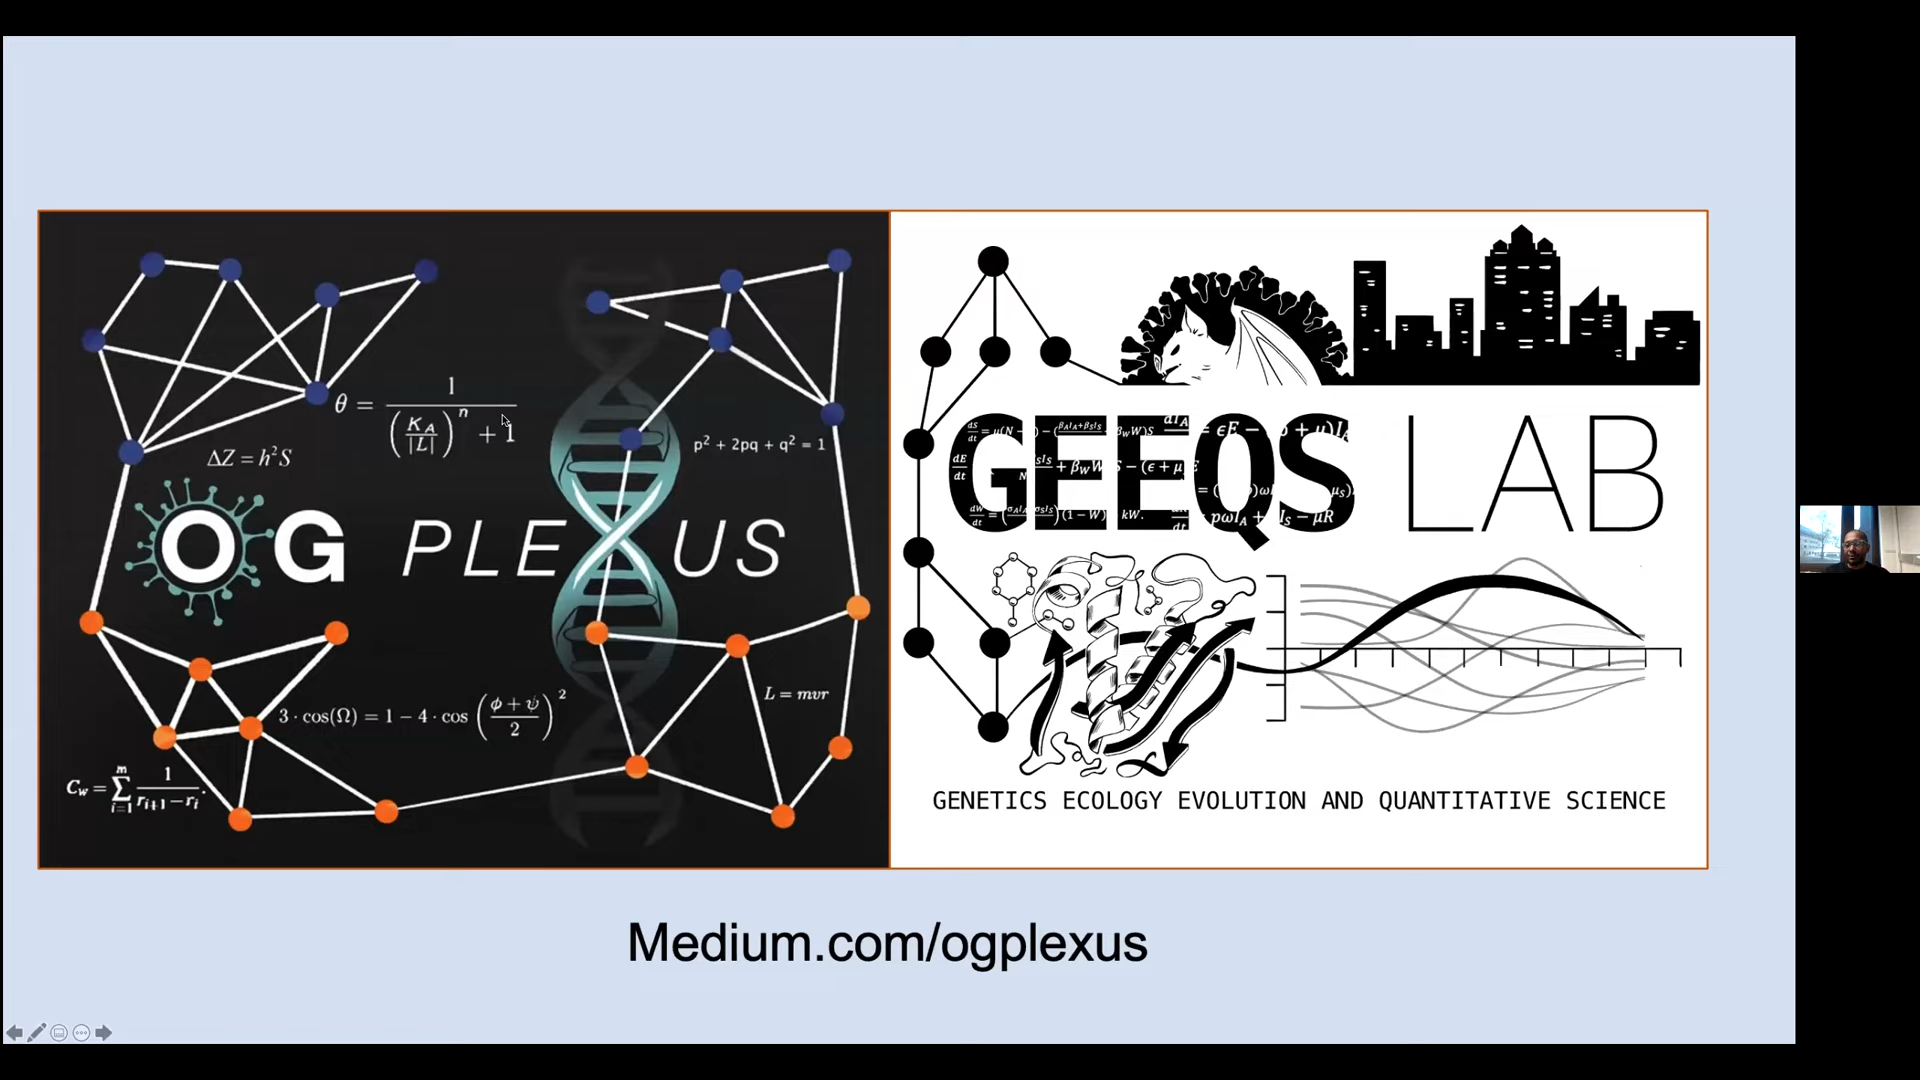 θ = 1 / (K_A / |L|)^n + 1
ΔZ = h²S
p² + 2pq + q² = 1
OG PLEXUS
L = mvr
3 · cos(Ω) = 1 − 4 · cos (ϕ + ψ / 2)²
C_w = ∑_{i=1}^{m} 1 / r_{i+1} − r_i .
GEEQS LAB
GENETICS ECOLOGY EVOLUTION AND QUANTITATIVE SCIENCE
Medium.com/ogplexus